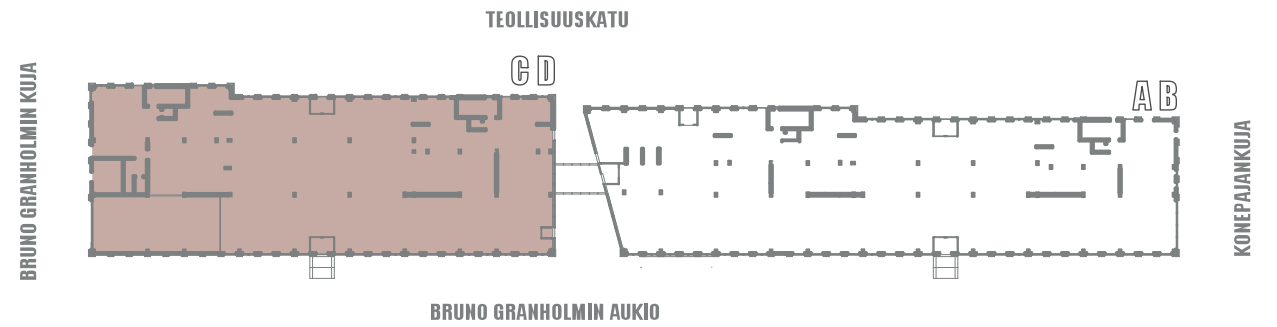 TEOLLISUUSKATU
BRUNO GRANHOLMIN KUJA
C D
A B
KONEPAJANKUJA
BRUNO GRANHOLMIN AUKIO